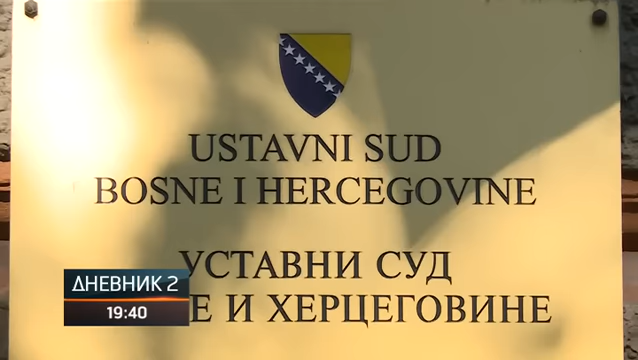 USTAVNI SUD
BOSNE I HERCEGOVINE
УСТАВНИ СУД
Е И ХЕРЦЕГОВИНЕ
ДНЕВНИК 2
19:40